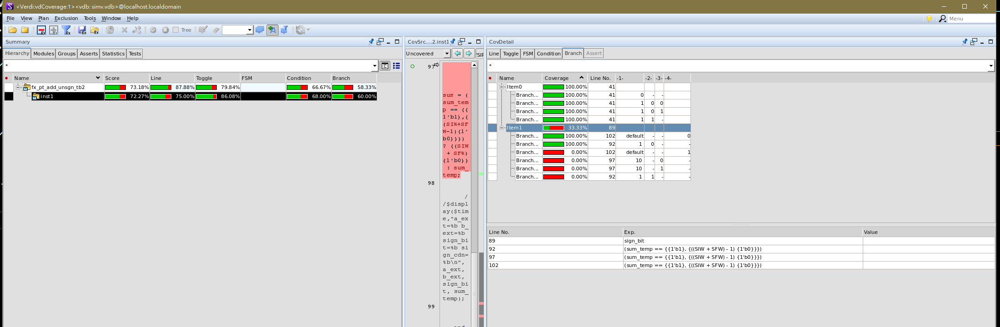 <Verdi:vdCoverage:1><vdb: simv.vdb>@localhost.localdomain
File View Plan Exclusion Tools Window Help
Menu
Tree
Summary
Hierarchy Modules Groups Asserts Statistics Tests
*
Name Score Line Toggle FSM Condition Branch
fx_pt_add_unsgn_tb2 73.18% 87.88% 79.84% 66.67% 58.33%
inst1 72.27% 75.00% 86.08% 68.00% 60.00%
CovSrc....2.inst1
Uncovered
97
sum = (
sum_tem
p == {{
1'b1},{
(SIW+SF
W-1){1'
b0}}})
? {(SIW
+ SFW)
{1'b0}}
: sum_
temp;
98
/
/$displ
ay($tim
e,"a_ex
t=%b b_
ext=%b
sign_bi
t=%b si
gn_cdn=
%b\n",
a_ext,
b_ext,
sign_bi
t, sum_
temp);
99
end
CovDetail
Line Toggle FSM Condition Branch Assert
*
Name Coverage Line No. -1- -2- -3- -4-
Item0 100.00% 41
Branch... 100.00% 41 0 - -
Branch... 100.00% 41 1 0 0
Branch... 100.00% 41 1 0 1
Branch... 100.00% 41 1 1 -
Item1 33.33% 89
Branch... 100.00% 102 default - - 0
Branch... 100.00% 92 1 0 - -
Branch... 0.00% 102 default - - 1
Branch... 0.00% 97 10 - 0 -
Branch... 0.00% 97 10 - 1 -
Branch... 0.00% 92 1 1 - -
Line No. Exp. Value
89 sign_bit
92 (sum_temp == {{1'b1}, {((SIW + SFW) - 1) {1'b0}}})
97 (sum_temp == {{1'b1}, {((SIW + SFW) - 1) {1'b0}}})
102 (sum_temp == {{1'b1}, {((SIW + SFW) - 1) {1'b0}}})